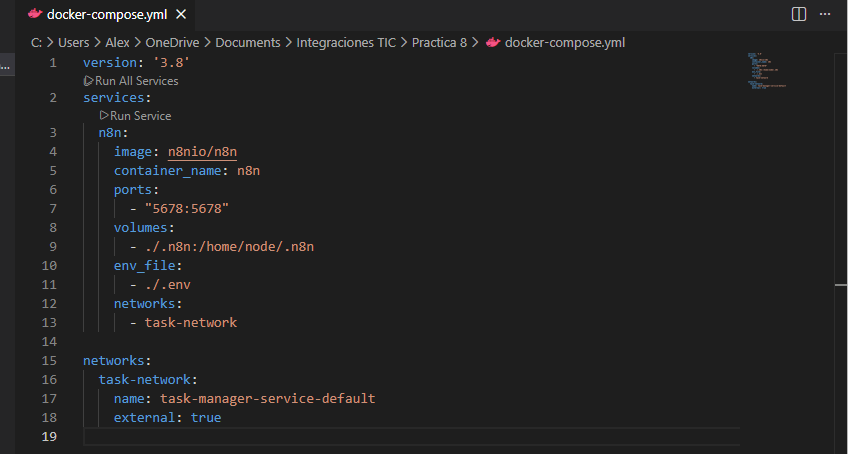 docker-compose.yml
C: > Users > Alex > OneDrive > Documents > Integraciones TIC > Practica 8 > docker-compose.yml
1 version: '3.8'
Run All Services
2 services:
Run Service
3 n8n:
4 image: n8nio/n8n
5 container_name: n8n
6 ports:
7 - "5678:5678"
8 volumes:
9 - ./.n8n:/home/node/.n8n
10 env_file:
11 - ./.env
12 networks:
13 - task-network
14
15 networks:
16 task-network:
17 name: task-manager-service-default
18 external: true
19